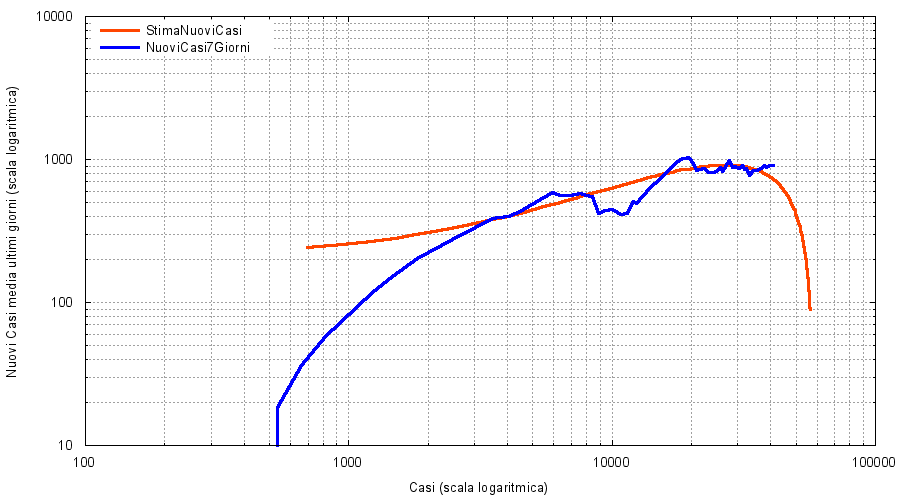 10000
1000
100
10
StimaNuoviCasi
NuoviCasi7Giorni
Nuovi Casi media ultimi giorni (scala logaritmica)
100
1000
10000
100000
Casi (scala logaritmica)